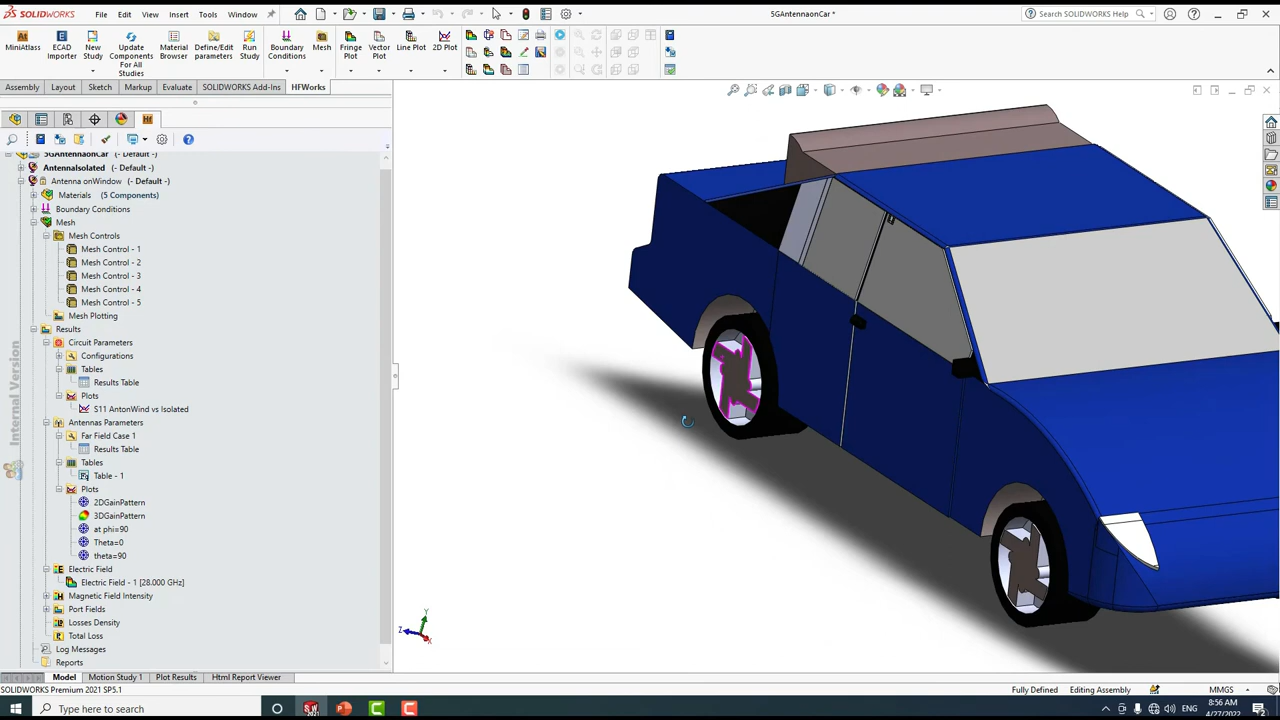 SOLIDWORKS File Edit View Insert Tools Window 5GAntennaonCar * Search SOLIDWORKS Help
MiniAtlass ECAD Importer New Study Update Components For All Studies Material Browser Define/Edit parameters Run Study Boundary Conditions Mesh Fringe Plot Vector Plot Line Plot 2D Plot
Assembly Layout Sketch Markup Evaluate SOLIDWORKS Add-Ins HFWorks
5GAntennaonCar (- Default -)
AntennaIsolated (- Default -)
Antenna onWindow (- Default -)
Materials (5 Components)
Boundary Conditions
Mesh
Mesh Controls
Mesh Control - 1
Mesh Control - 2
Mesh Control - 3
Mesh Control - 4
Mesh Control - 5
Mesh Plotting
Results
Circuit Parameters
Configurations
Tables
Results Table
Plots
S11 AntonWind vs Isolated
Antennas Parameters
Far Field Case 1
Results Table
Tables
Table - 1
Plots
2DGainPattern
3DGainPattern
at phi=90
Theta=0
theta=90
Electric Field
Electric Field - 1 [28.000 GHz]
Magnetic Field Intensity
Port Fields
Losses Density
Total Loss
Log Messages
Reports
Internal Version
Y
Z
X
Model Motion Study 1 Plot Results Html Report Viewer
SOLIDWORKS Premium 2021 SP5.1 Fully Defined Editing Assembly MMGS
Type here to search ENG 8:56 AM
4/27/2022